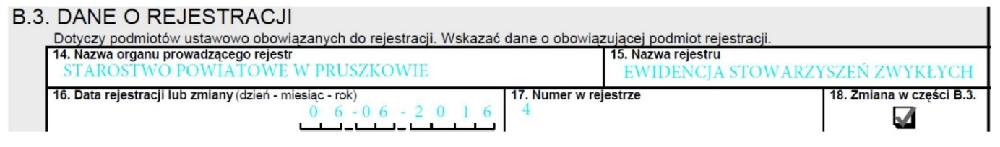 B.3. DANE O REJESTRACJI
Dotyczy podmiotów ustawowo obowiązanych do rejestracji. Wskazać dane o obowiązującej podmiot rejestracji.
14. Nazwa organu prowadzącego rejestr
STAROSTWO POWIATOWE W PRUSZKOWIE
15. Nazwa rejestru
EWIDENCJA STOWARZYSZEŃ ZWYKŁYCH
16. Data rejestracji lub zmiany (dzień - miesiąc - rok)
06-06-2016
17. Numer w rejestrze
4
18. Zmiana w części B.3.